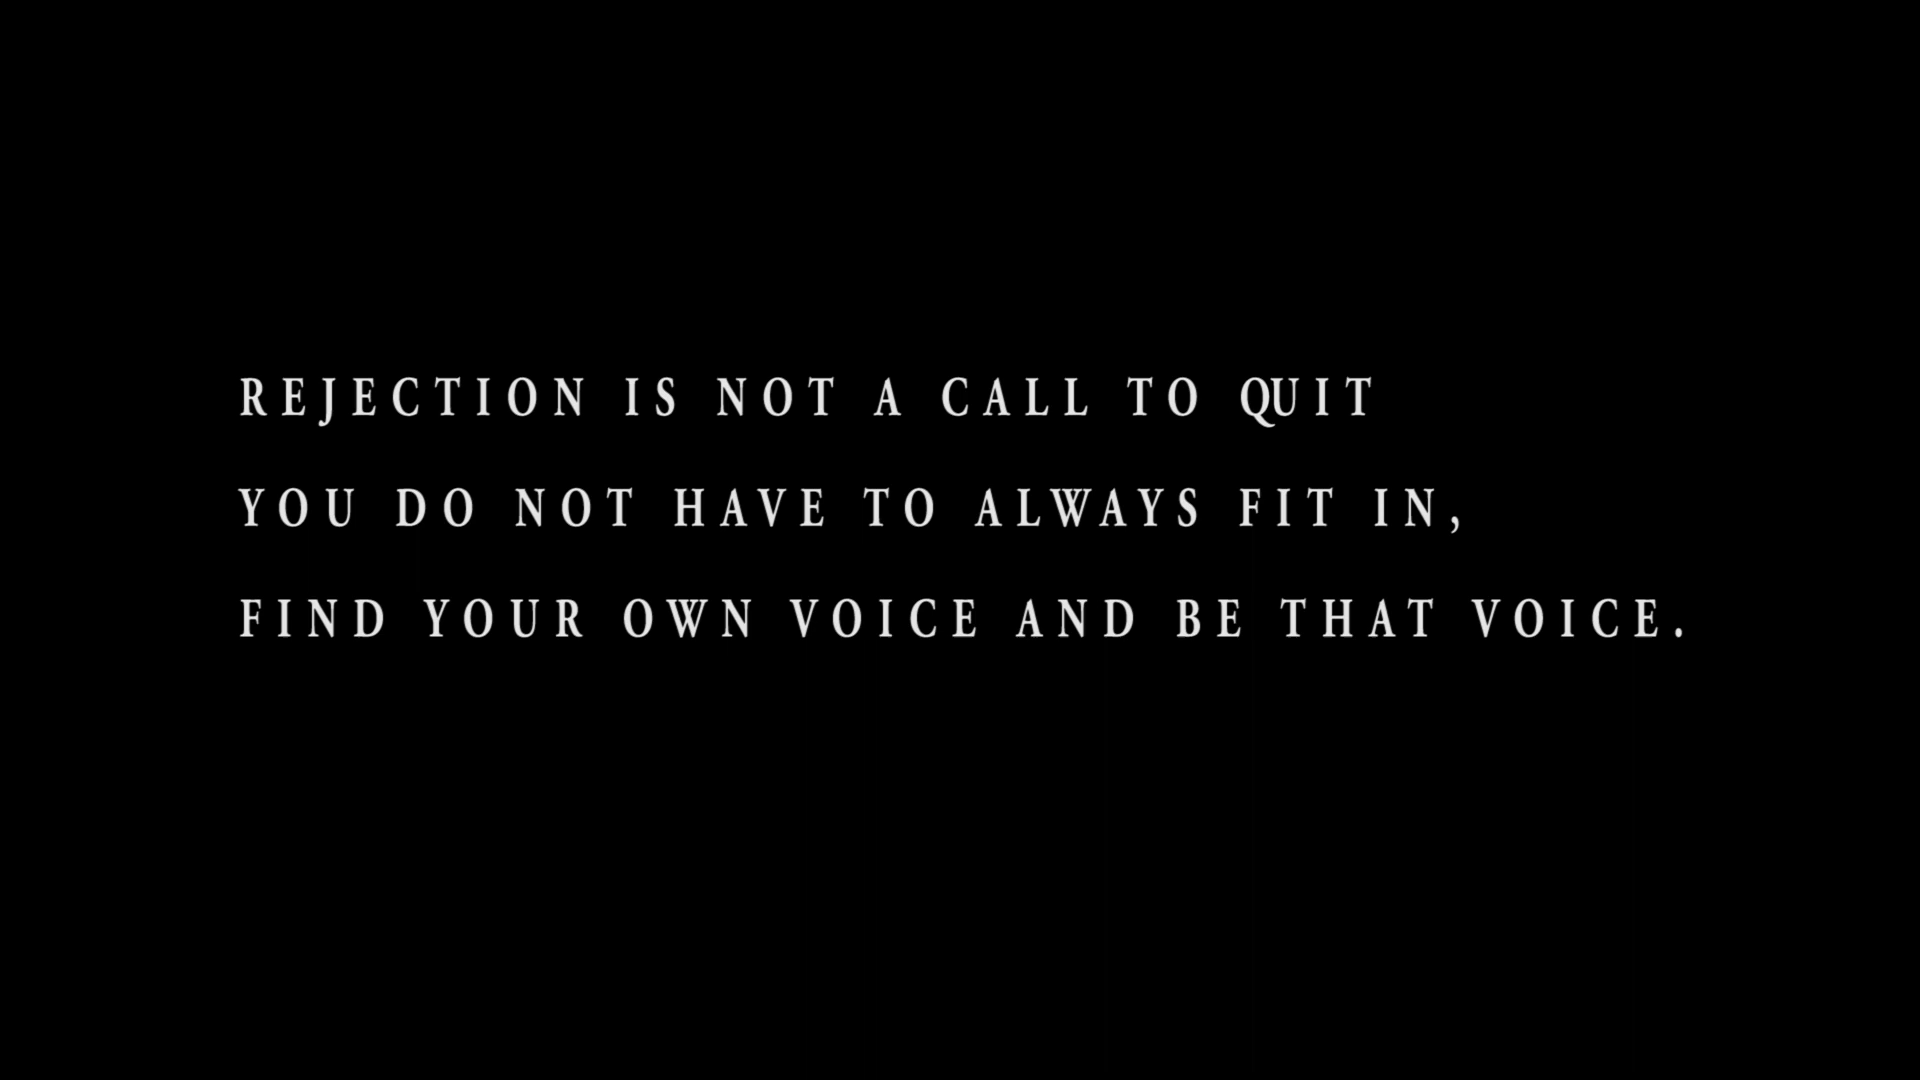 REJECTION IS NOT A CALL TO QUIT
YOU DO NOT HAVE TO ALWAYS FIT IN,
FIND YOUR OWN VOICE AND BE THAT VOICE.